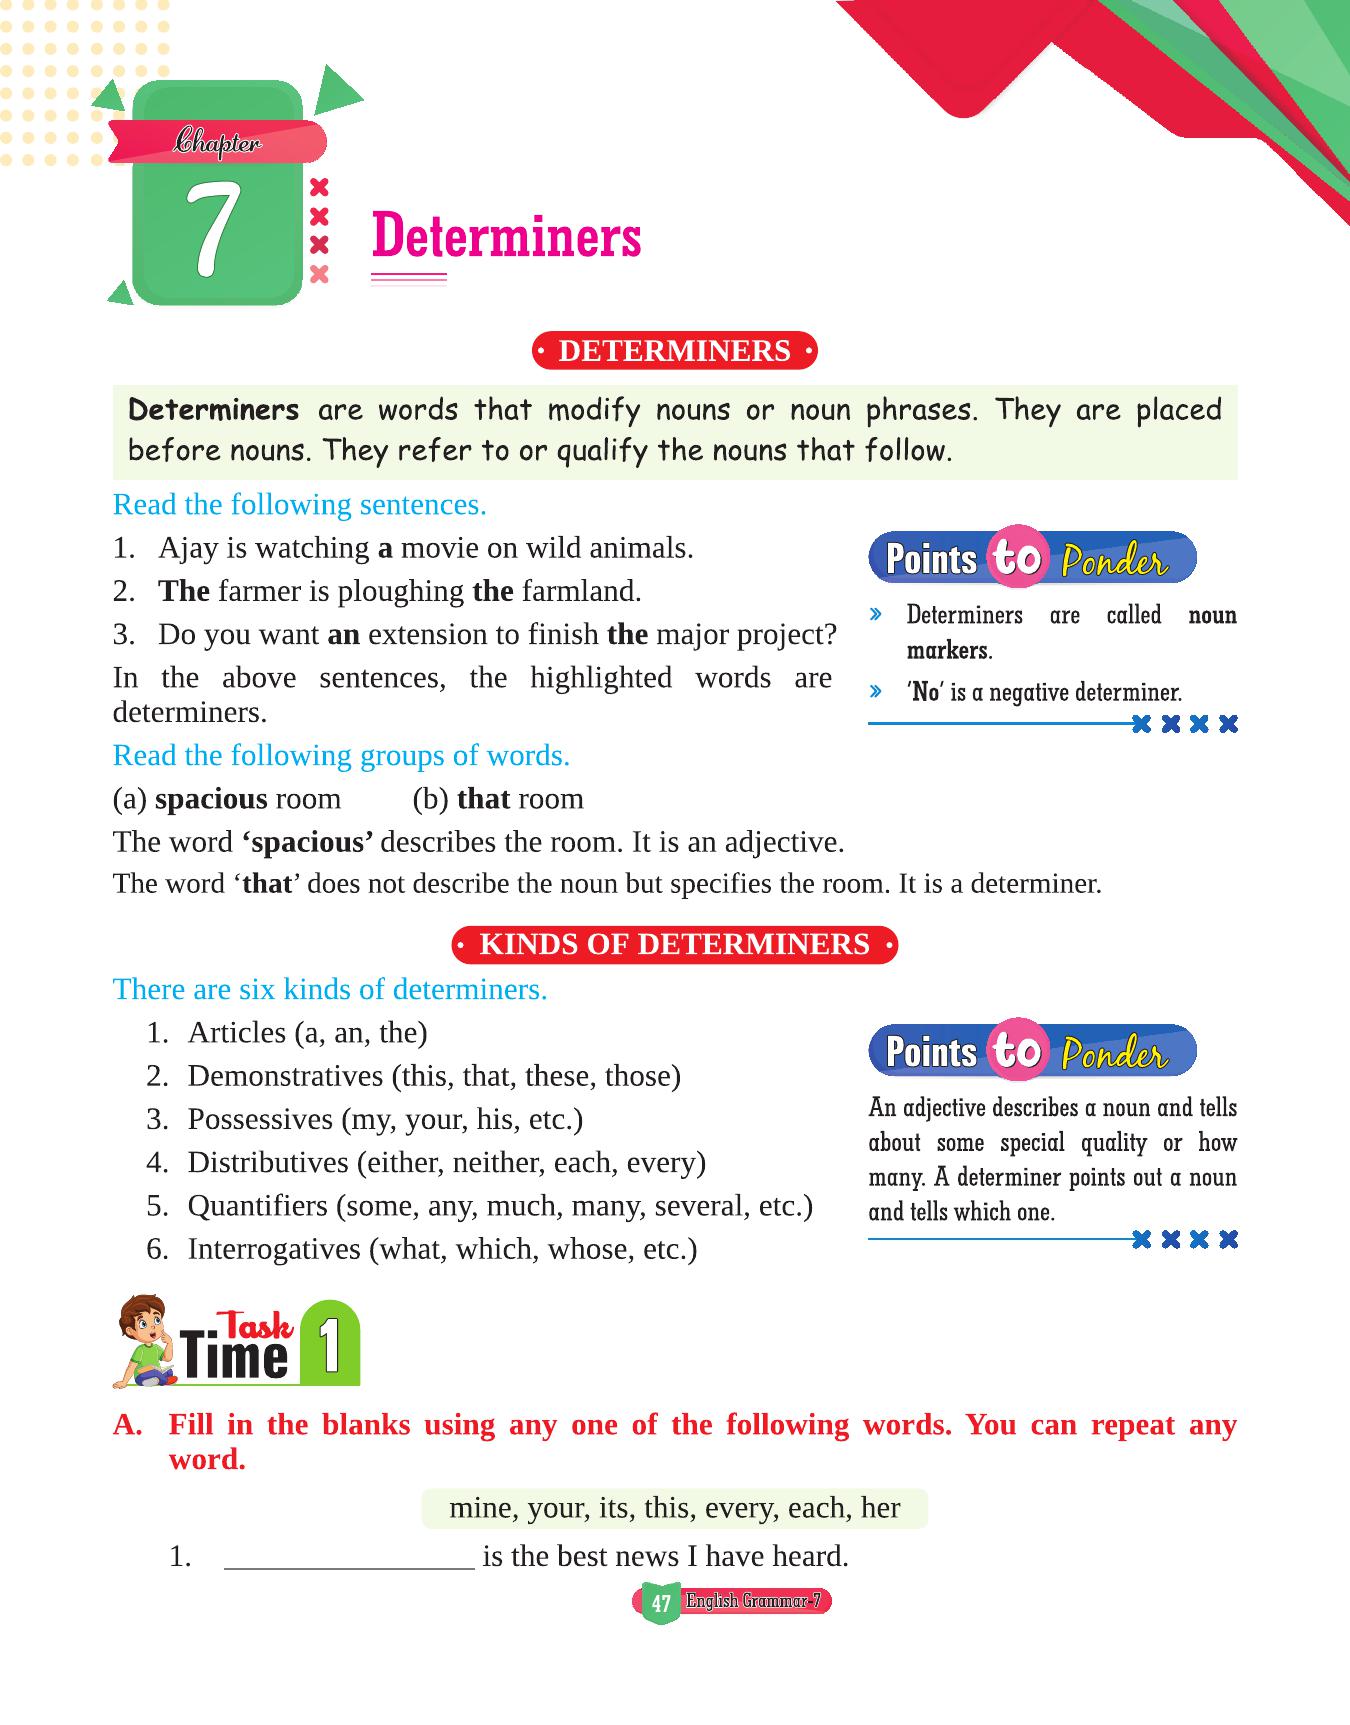 Chapter
7
Determiners
DETERMINERS
Determiners are words that modify nouns or noun phrases. They are placed
before nouns. They refer to or qualify the nouns that follow.
Read the following sentences.
1. Ajay is watching a movie on wild animals.
2. The farmer is ploughing the farmland.
3. Do you want an extension to finish the major project?
In the above sentences, the highlighted words are
determiners.
Points to Ponder
» Determiners are called noun
markers.
» 'No' is a negative determiner.
Read the following groups of words.
(a) spacious room (b) that room
The word ‘spacious’ describes the room. It is an adjective.
The word ‘that’ does not describe the noun but specifies the room. It is a determiner.
KINDS OF DETERMINERS
There are six kinds of determiners.
1. Articles (a, an, the)
2. Demonstratives (this, that, these, those)
3. Possessives (my, your, his, etc.)
4. Distributives (either, neither, each, every)
5. Quantifiers (some, any, much, many, several, etc.)
6. Interrogatives (what, which, whose, etc.)
Points to Ponder
An adjective describes a noun and tells
about some special quality or how
many. A determiner points out a noun
and tells which one.
Task
Time 1
A. Fill in the blanks using any one of the following words. You can repeat any
word.
mine, your, its, this, every, each, her
1. ________________ is the best news I have heard.
47 English Grammar-7